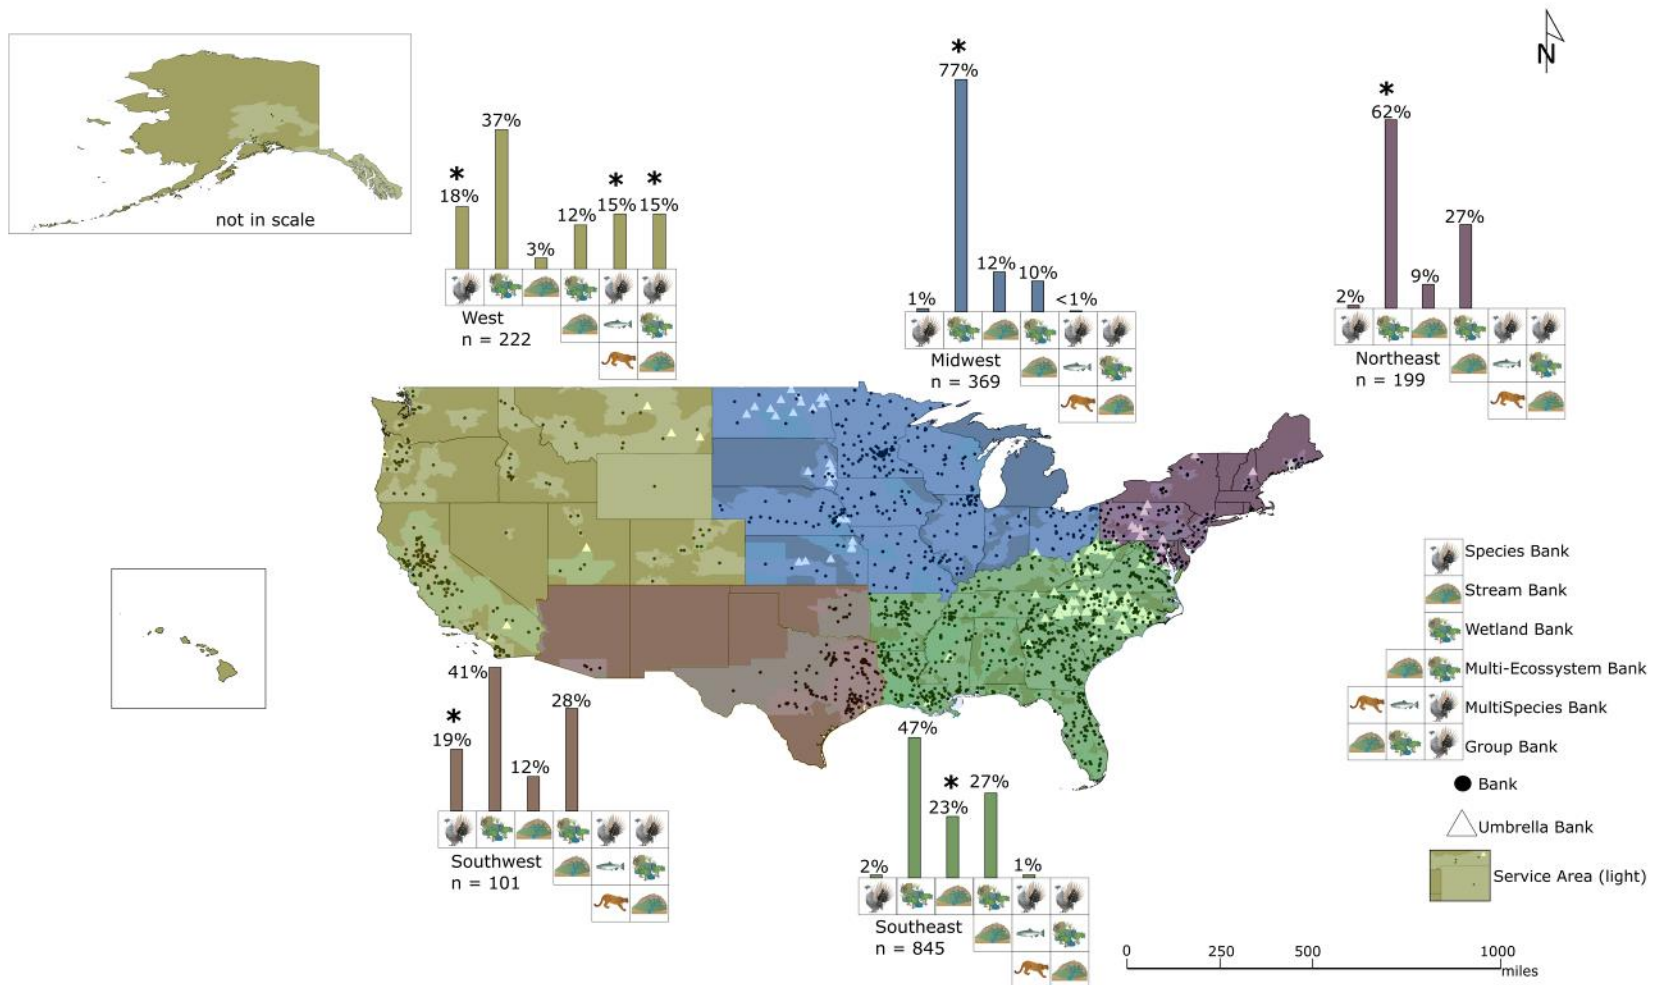 N
not in scale
*
18%
37%
3%
12%
*
15%
*
15%
West
n = 222
1%
*
77%
12%
10%
<1%
Midwest
n = 369
2%
*
62%
9%
27%
Northeast
n = 199
*
19%
41%
12%
28%
Southwest
n = 101
2%
47%
*
23%
27%
1%
Southeast
n = 845
Species Bank
Stream Bank
Wetland Bank
Multi-Ecossystem Bank
MultiSpecies Bank
Group Bank
Bank
Umbrella Bank
Service Area (light)
0 250 500 1000
miles